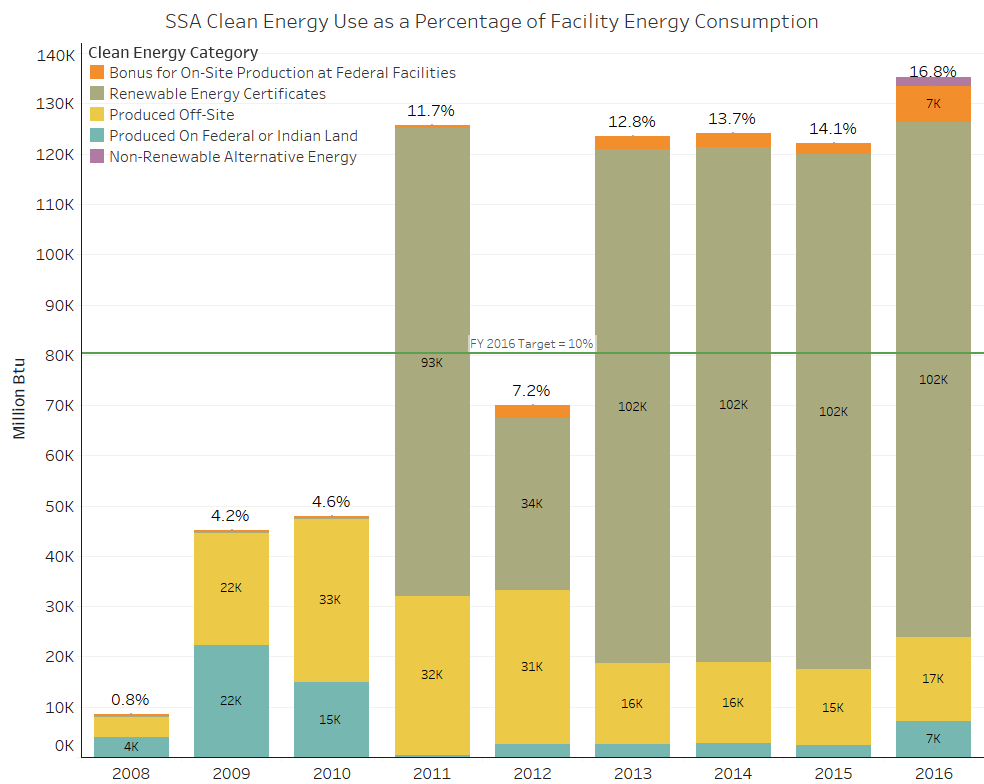 SSA Clean Energy Use as a Percentage of Facility Energy Consumption
Clean Energy Category
Bonus for On-Site Production at Federal Facilities
Renewable Energy Certificates
Produced Off-Site
Produced On Federal or Indian Land
Non-Renewable Alternative Energy
Million Btu
140K
130K
120K
110K
100K
90K
80K
70K
60K
50K
40K
30K
20K
10K
0K
FY 2016 Target = 10%
0.8%
4K
4.2%
22K
22K
4.6%
33K
15K
11.7%
93K
32K
7.2%
34K
31K
12.8%
102K
16K
13.7%
102K
16K
14.1%
102K
15K
16.8%
7K
102K
17K
7K
2008 2009 2010 2011 2012 2013 2014 2015 2016